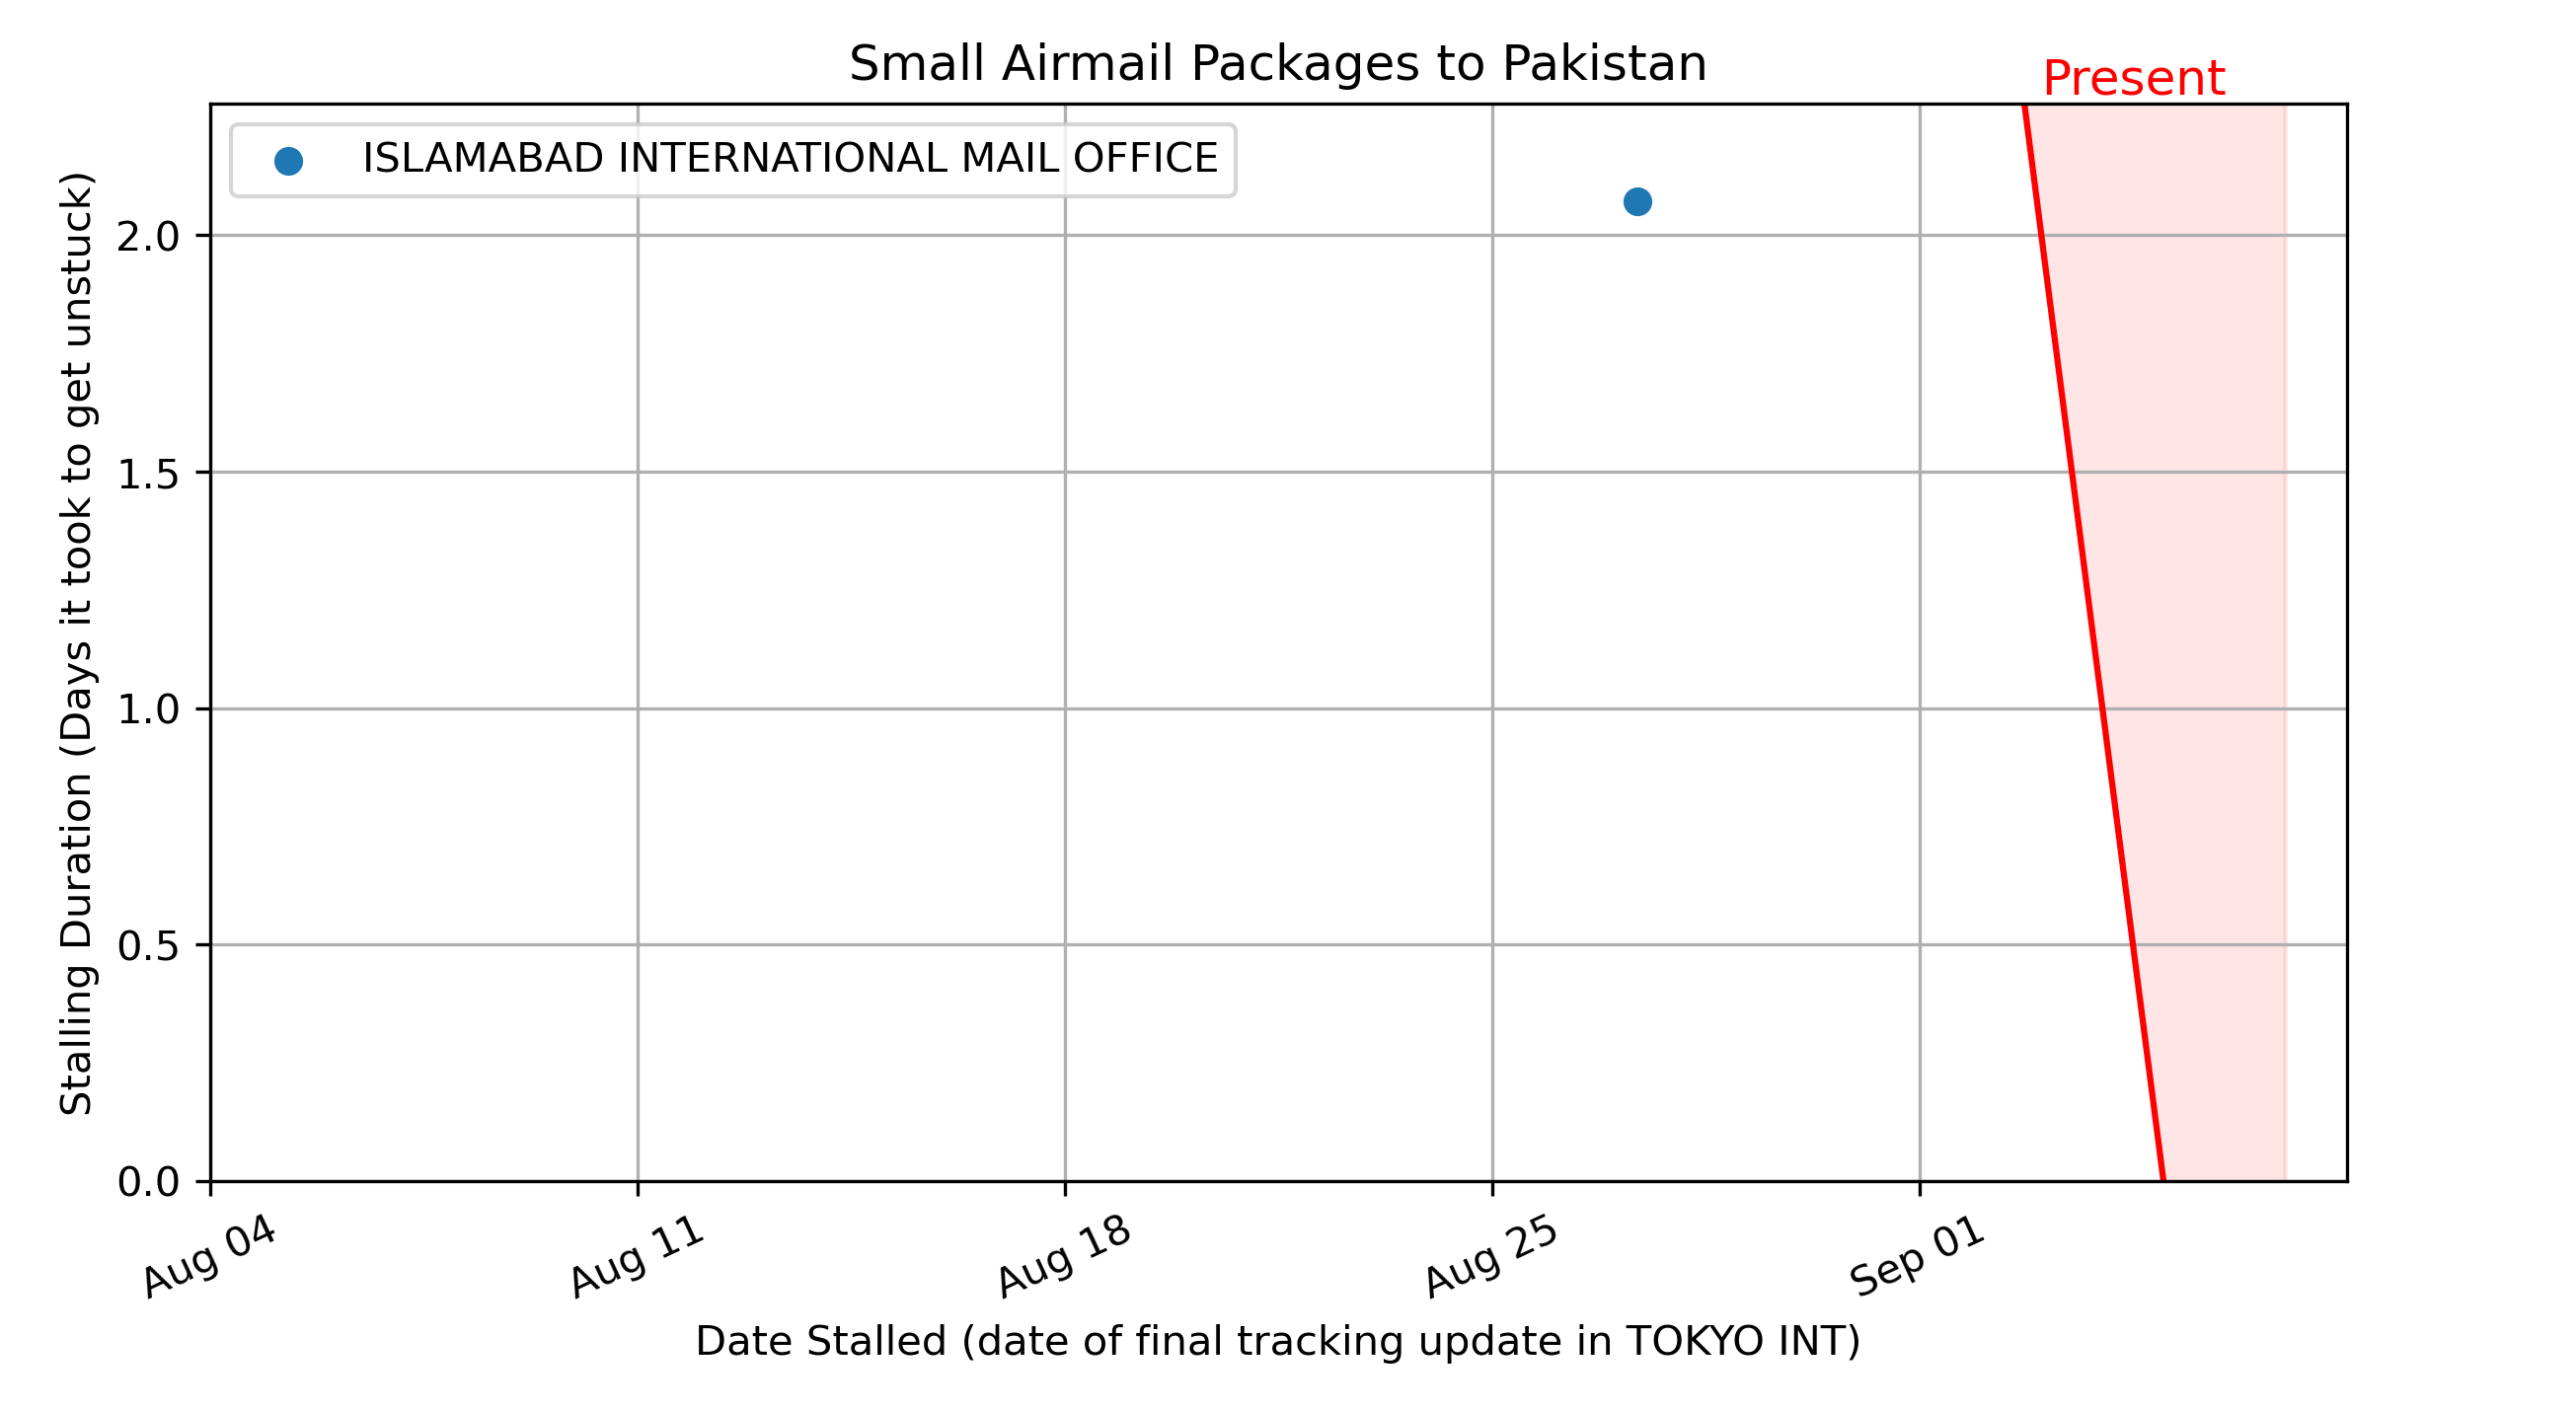 Small Airmail Packages to Pakistan
Present
ISLAMABAD INTERNATIONAL MAIL OFFICE
Stalling Duration (Days it took to get unstuck)
2.0
1.5
1.0
0.5
0.0
Aug 04
Aug 11
Aug 18
Aug 25
Sep 01
Date Stalled (date of final tracking update in TOKYO INT)